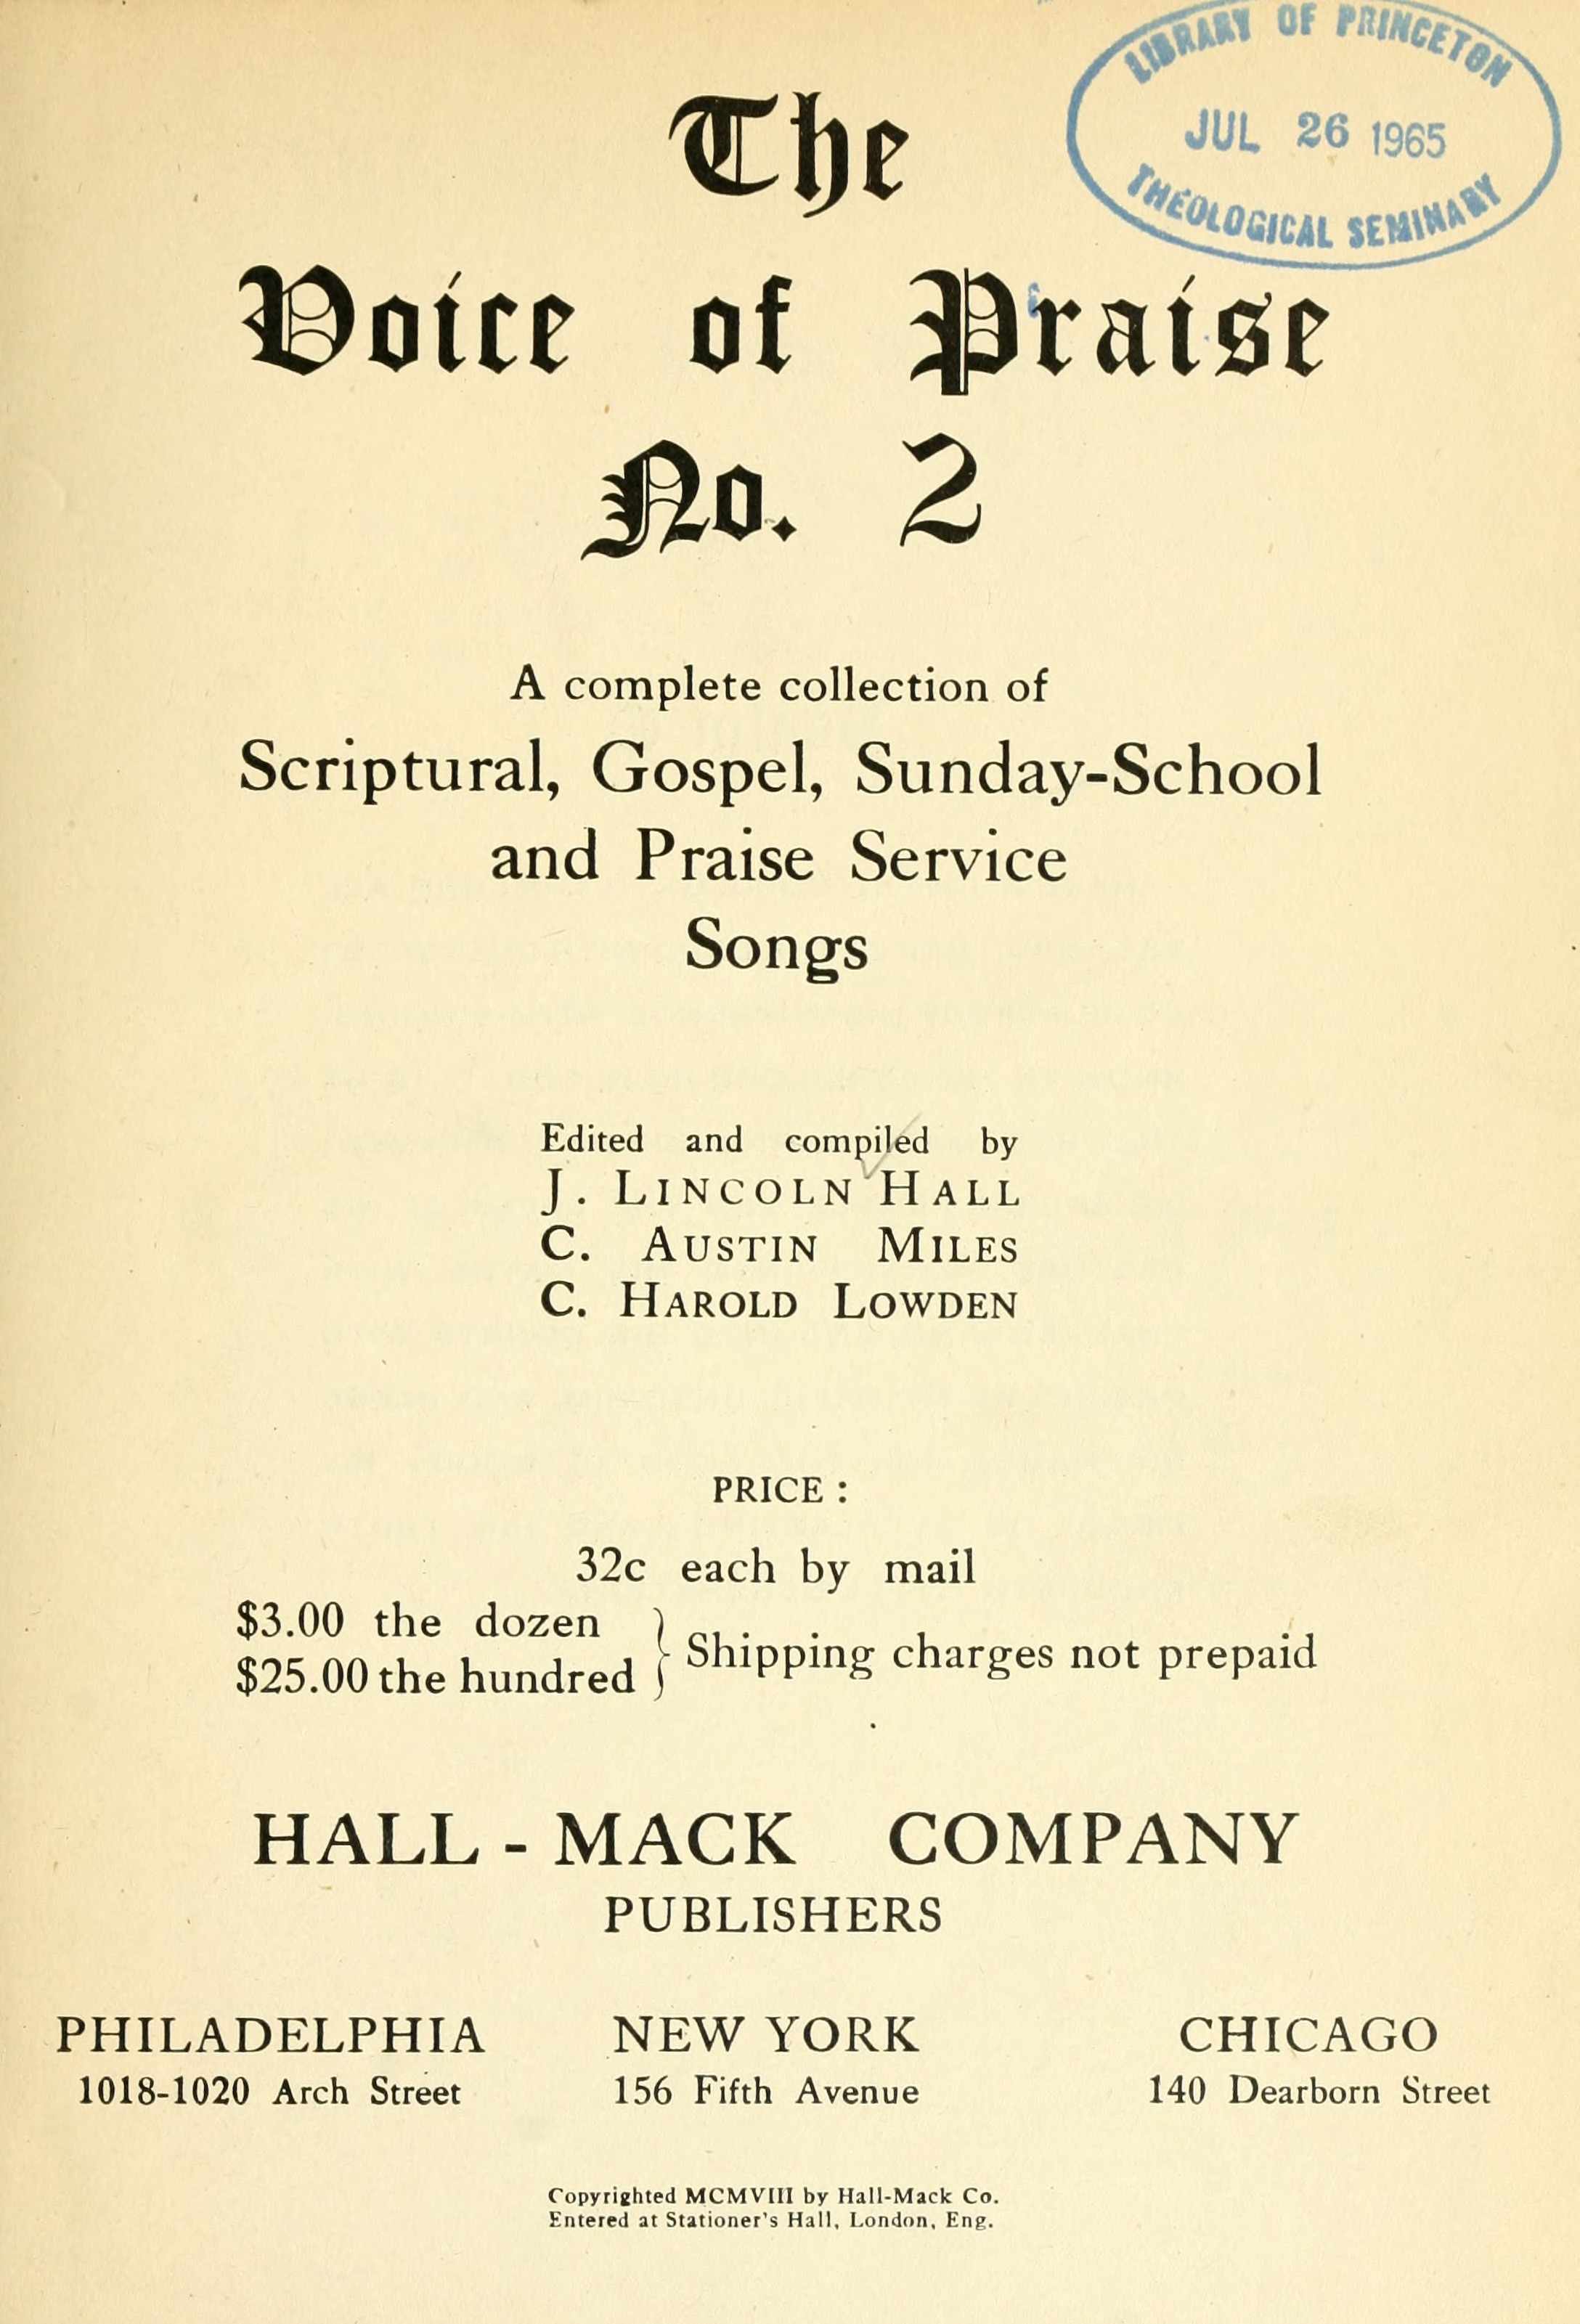 LIBRARY OF PRINCETON
JUL 26 1965
THEOLOGICAL SEMINARY
The
Voice of Praise
No. 2
A complete collection of
Scriptural, Gospel, Sunday-School
and Praise Service
Songs
Edited and compiled by
J. LINCOLN HALL
C. AUSTIN MILES
C. HAROLD LOWDEN
PRICE:
32c each by mail
$3.00 the dozen
$25.00 the hundred } Shipping charges not prepaid
HALL-MACK COMPANY
PUBLISHERS
PHILADELPHIA NEW YORK CHICAGO
1018-1020 Arch Street 156 Fifth Avenue 140 Dearborn Street
Copyrighted MCMVIII by Hall-Mack Co.
Entered at Stationer's Hall, London, Eng.